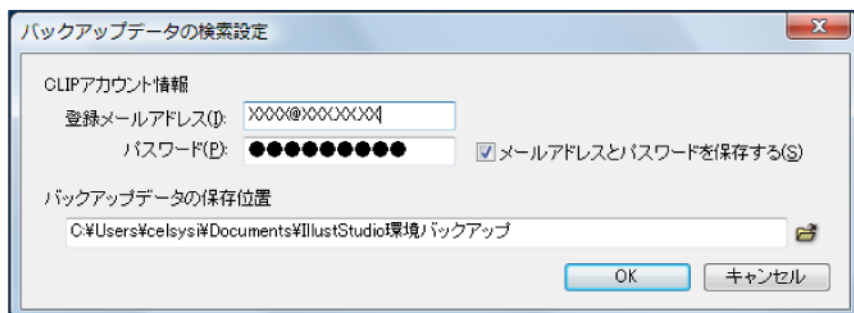 バックアップデータの検索設定
CLIPアカウント情報
登録メールアドレス(I): XXXX@XXX.XX.XX
パスワード(P): ●●●●●●●●● メールアドレスとパスワードを保存する(S)
バックアップデータの保存位置
C:¥Users¥celsysi¥Documents¥IllustStudio環境バックアップ
OK キャンセル